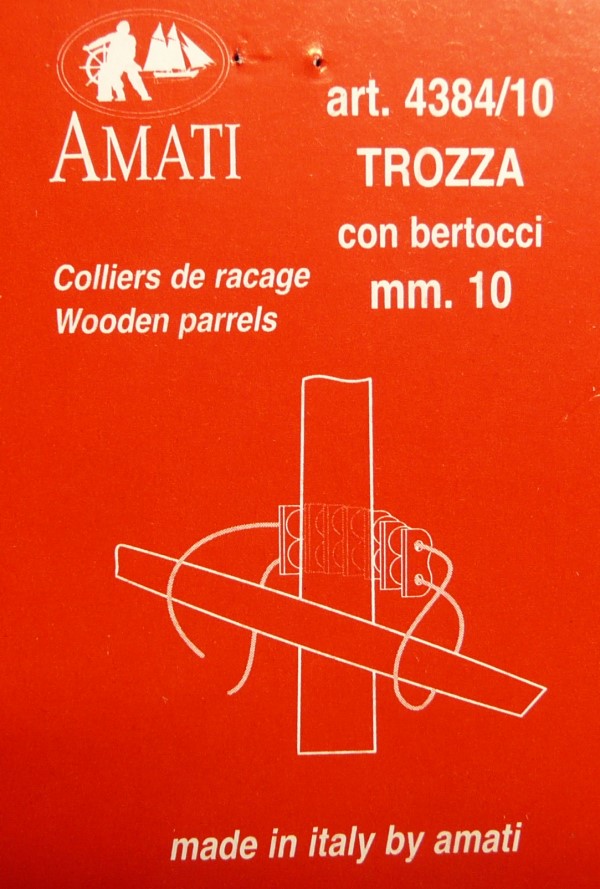 AMATI
art. 4384/10
TROZZA
con bertocci
mm. 10
Colliers de racage
Wooden parrels
made in italy by amati